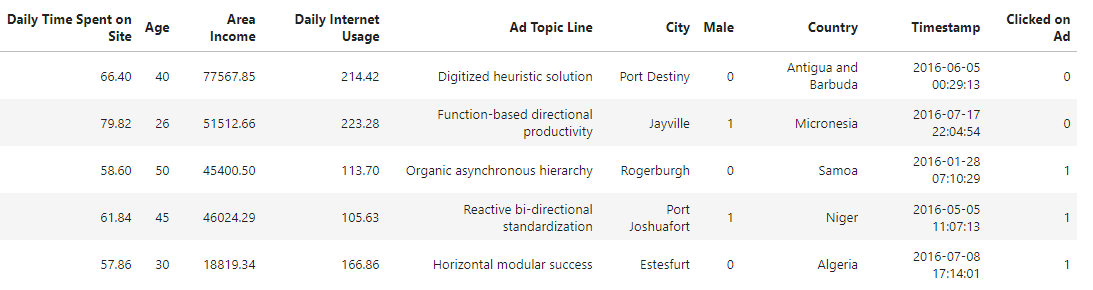 Daily Time Spent on Site Age Area Income Daily Internet Usage Ad Topic Line City Male Country Timestamp Clicked on Ad
66.40 40 77567.85 214.42 Digitized heuristic solution Port Destiny 0 Antigua and Barbuda 2016-06-05 00:29:13 0
79.82 26 51512.66 223.28 Function-based directional productivity Jayville 1 Micronesia 2016-07-17 22:04:54 0
58.60 50 45400.50 113.70 Organic asynchronous hierarchy Rogerburgh 0 Samoa 2016-01-28 07:10:29 1
61.84 45 46024.29 105.63 Reactive bi-directional standardization Port Joshuafort 1 Niger 2016-05-05 11:07:13 1
57.86 30 18819.34 166.86 Horizontal modular success Estesfurt 0 Algeria 2016-07-08 17:14:01 1